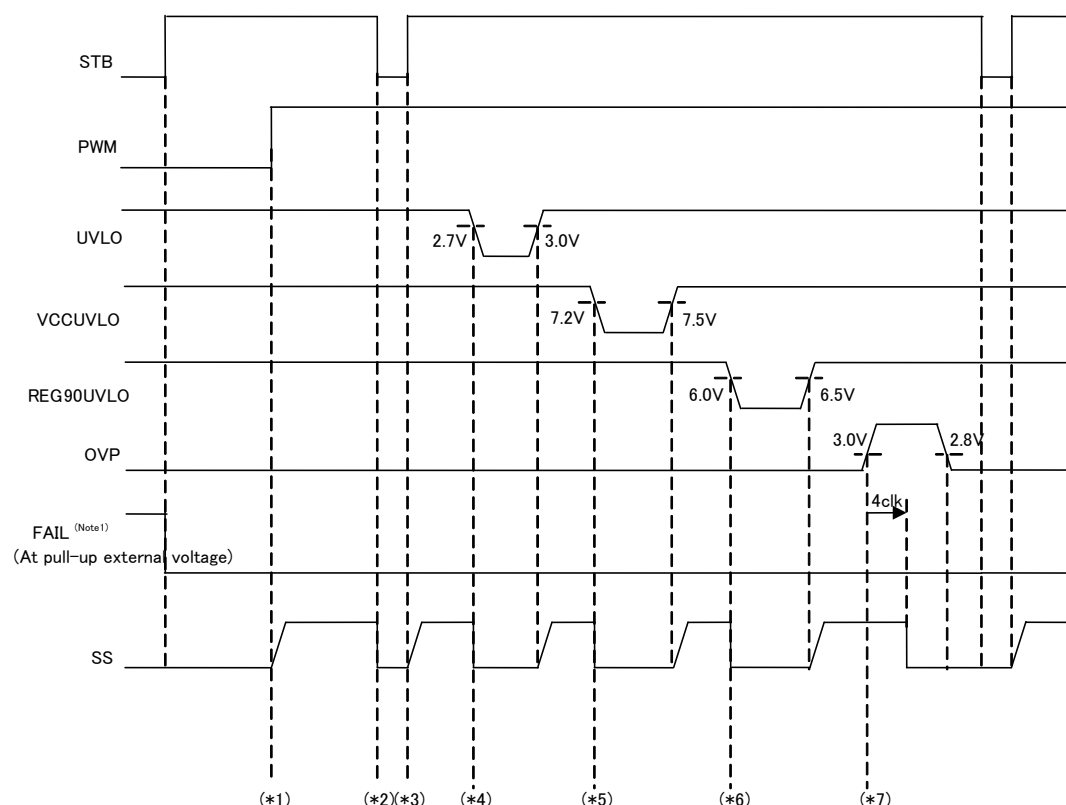 STB
PWM
UVLO
2.7V
3.0V
VCCUVLO
7.2V
7.5V
REG90UVLO
6.0V
6.5V
OVP
3.0V
2.8V
4clk
FAIL (Note1)
(At pull-up external voltage)
SS
(*1) (*2)(*3) (*4) (*5) (*6) (*7)